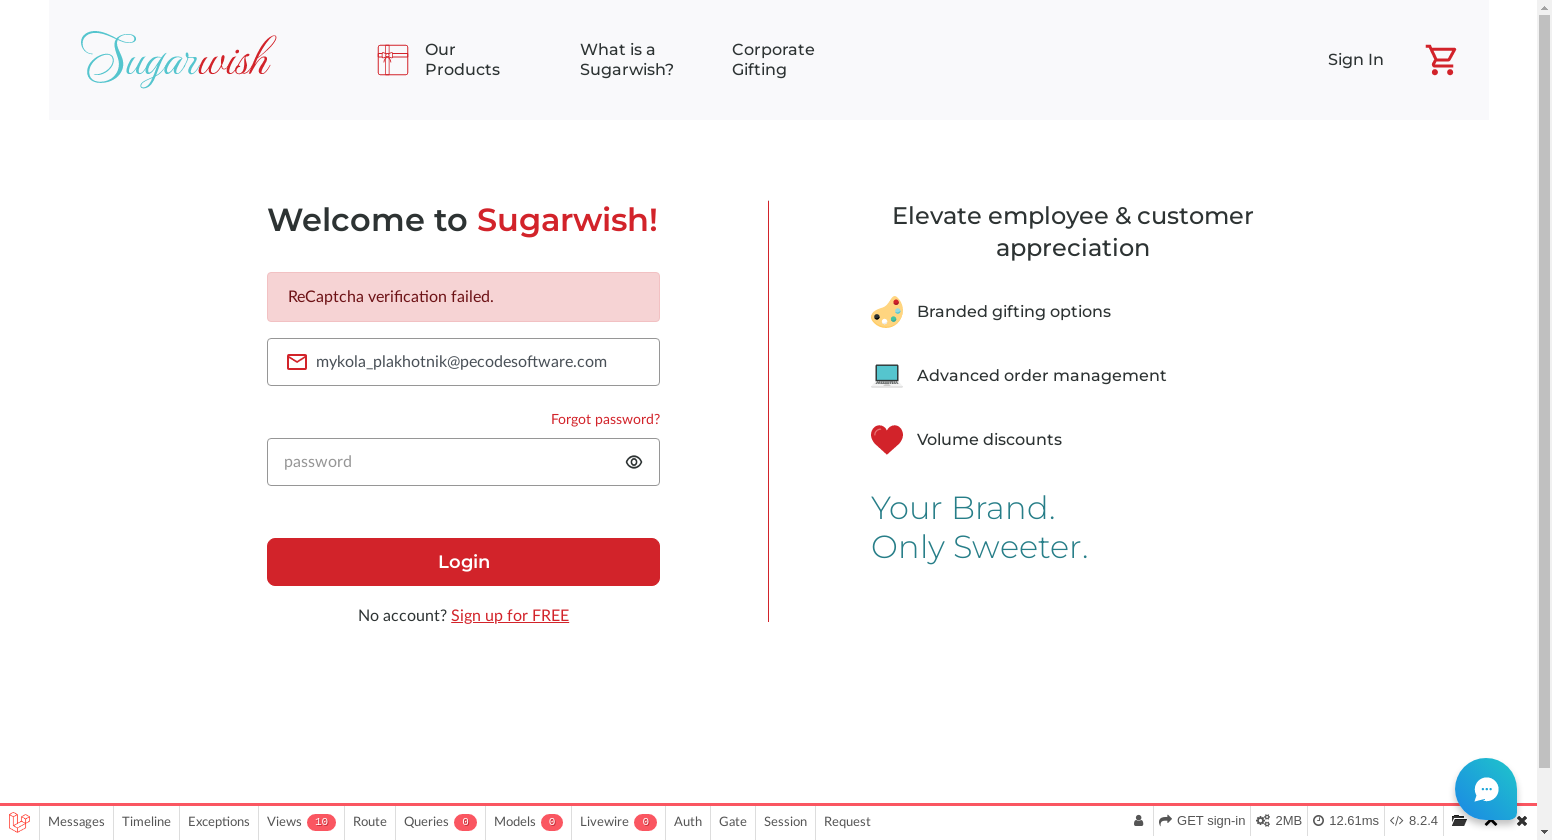 Sugarwish
Our
Products
What is a
Sugarwish?
Corporate
Gifting
Sign In
Welcome to Sugarwish!
ReCaptcha verification failed.
mykola_plakhotnik@pecodesoftware.com
Forgot password?
password
Login
No account? Sign up for FREE
Elevate employee & customer
appreciation
Branded gifting options
Advanced order management
Volume discounts
Your Brand.
Only Sweeter.
Messages Timeline Exceptions Views 10 Route Queries 0 Models 0 Livewire 0 Auth Gate Session Request GET sign-in 2MB 12.61ms 8.2.4